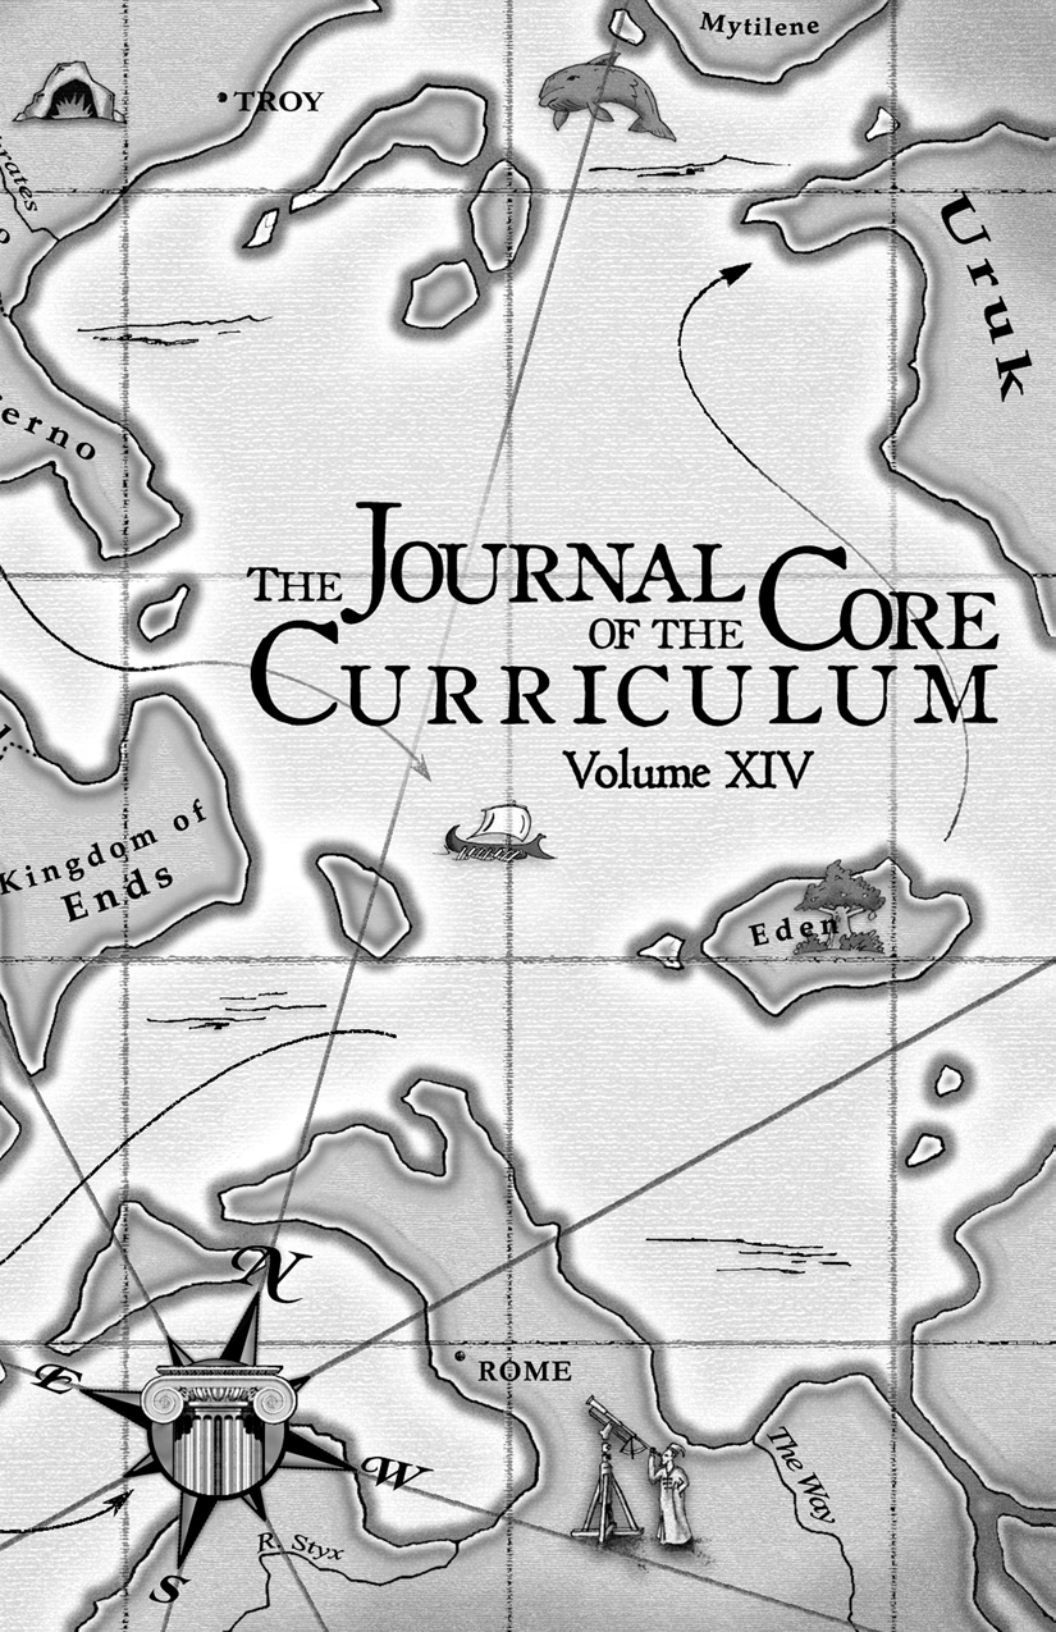 Mytilene
TROY
Uruk
THE JOURNAL
OF THE CORE
CURRICULUM
Volume XIV
Kingdom of
Ends
Eden
N
E
W
S
ROME
The Way
R. Styx